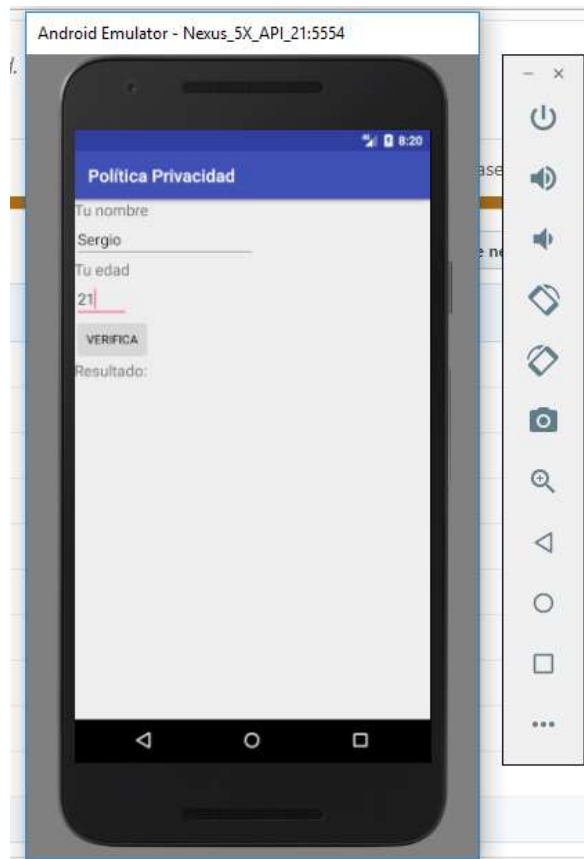 Android Emulator - Nexus_5X_API_21:5554
8:20
Política Privacidad
Tu nombre
Sergio
Tu edad
21
VERIFICA
Resultado: